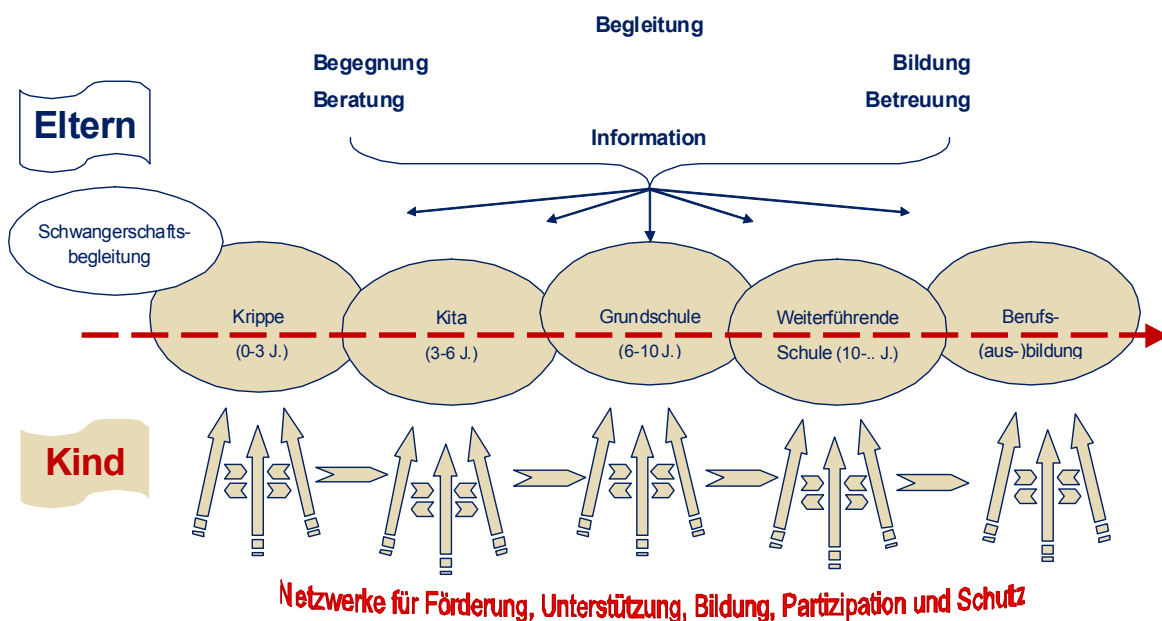 Begleitung
Begegnung
Bildung
Beratung
Betreuung
Eltern
Information
Schwangerschafts-
begleitung
Krippe
(0-3 J.)
Kita
(3-6 J.)
Grundschule
(6-10 J.)
Weiterführende
Schule (10-.. J.)
Berufs-
(aus-)bildung
Kind
Netzwerke für Förderung, Unterstützung, Bildung, Partizipation und Schutz